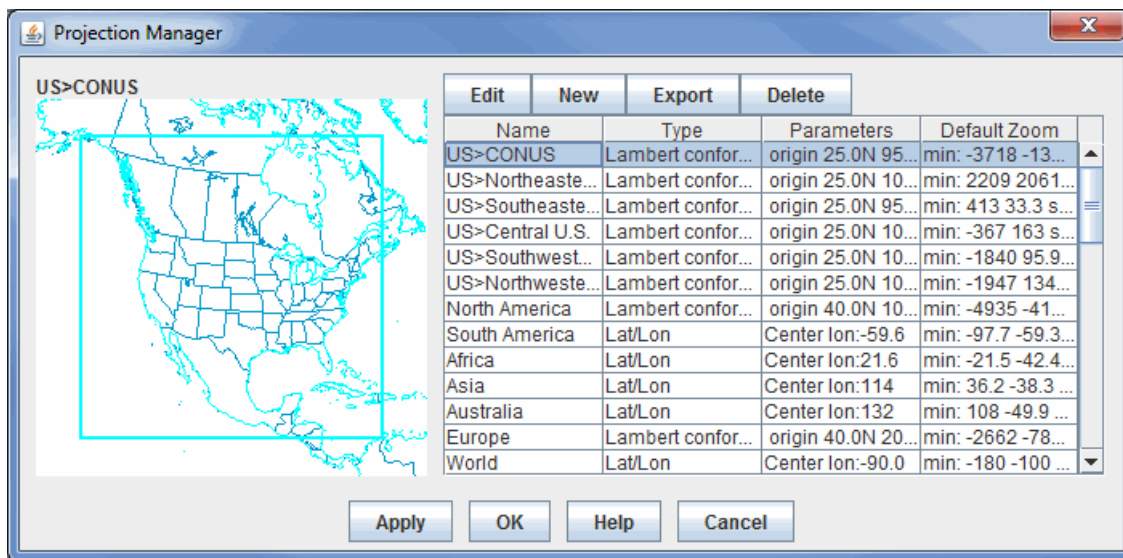 Projection Manager
US>CONUS
Edit New Export Delete
Name Type Parameters Default Zoom
US>CONUS Lambert confor... origin 25.0N 95... min: -3718 -13...
US>Northeaste... Lambert confor... origin 25.0N 10... min: 2209 2061...
US>Southeaste... Lambert confor... origin 25.0N 95... min: 413 33.3 s...
US>Central U.S. Lambert confor... origin 25.0N 10... min: -367 163 s...
US>Southwest... Lambert confor... origin 25.0N 10... min: -1840 95.9...
US>Northweste... Lambert confor... origin 25.0N 10... min: -1947 134...
North America Lambert confor... origin 40.0N 10... min: -4935 -41...
South America Lat/Lon Center lon:-59.6 min: -97.7 -59.3...
Africa Lat/Lon Center lon:21.6 min: -21.5 -42.4...
Asia Lat/Lon Center lon:114 min: 36.2 -38.3 ...
Australia Lat/Lon Center lon:132 min: 108 -49.9 ...
Europe Lambert confor... origin 40.0N 20... min: -2662 -78...
World Lat/Lon Center lon:-90.0 min: -180 -100 ...
Apply OK Help Cancel